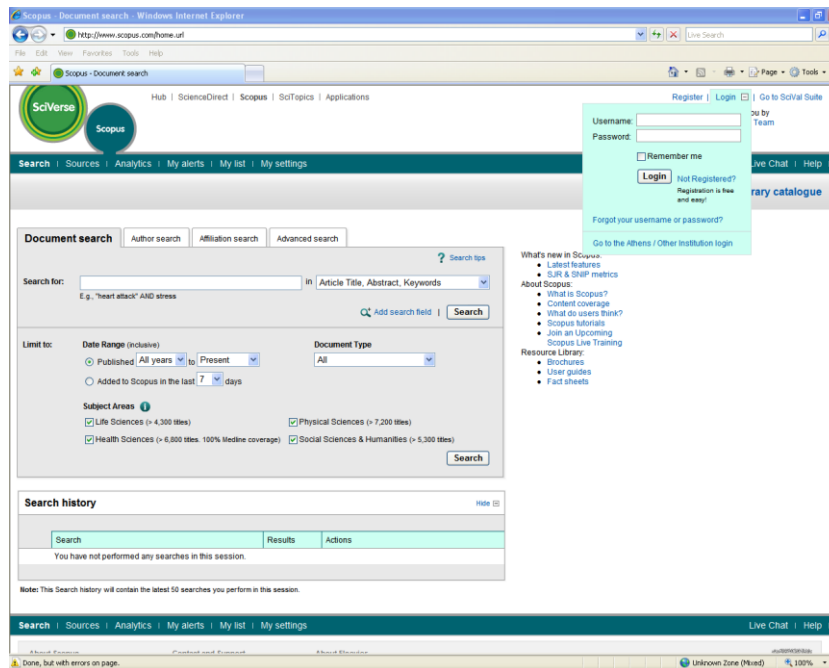 Scopus - Document search - Windows Internet Explorer
http://www.scopus.com/home.url
Live Search
File Edit View Favorites Tools Help
Scopus - Document search
Page Tools
SciVerse
Scopus
Hub | ScienceDirect | Scopus | SciTopics | Applications
Register | Login | Go to SciVal Suite
ou by
Team
Username:
Password:
Remember me
Login
Not Registered?
Registration is free
and easy!
Forgot your username or password?
Go to the Athens / Other Institution login
Search | Sources | Analytics | My alerts | My list | My settings
Live Chat | Help
rary catalogue
Document search
Author search
Affiliation search
Advanced search
? Search tips
Search for:
in
Article Title, Abstract, Keywords
E.g., "heart attack" AND stress
Add search field |
Search
Limit to:
Date Range (inclusive)
Document Type
Published All years to Present
All
Added to Scopus in the last 7 days
Subject Areas
Life Sciences (> 4,300 titles)
Physical Sciences (> 7,200 titles)
Health Sciences (> 6,800 titles. 100% Medline coverage)
Social Sciences & Humanities (> 5,300 titles)
Search
What's new in Scopus:
Latest features
SJR & SNIP metrics
About Scopus:
What is Scopus?
Content coverage
What do users think?
Scopus tutorials
Join an Upcoming
Scopus Live Training
Resource Library:
Brochures
User guides
Fact sheets
Search history
Hide
Search Results Actions
You have not performed any searches in this session.
Note: This Search history will contain the latest 50 searches you perform in this session.
Search | Sources | Analytics | My alerts | My list | My settings
Live Chat | Help
About Scopus
Contact and Support
About Elsevier
Done, but with errors on page.
Unknown Zone (Mixed)
100%